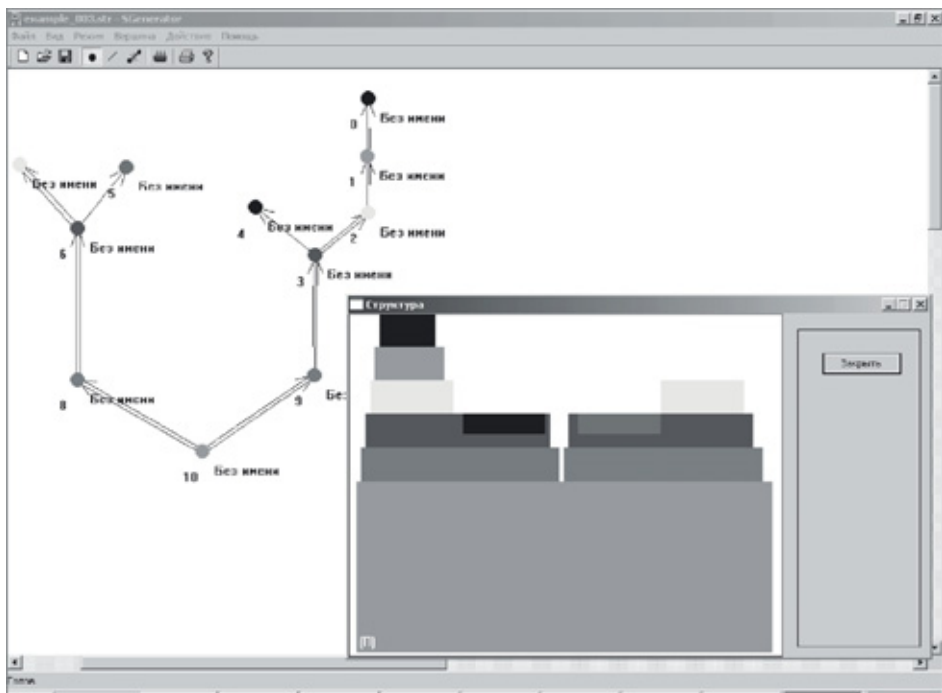 example_003.str - SGenerator
Файл Вид Режим Вершина Действия Помощь
0 Без имени
1 Без имени
Без имени
5 Без имени
4 Без имени
2 Без имени
6 Без имени
3 Без имени
8 Без имени
9 Без
10 Без имени
Структура
Закрыть
Готов